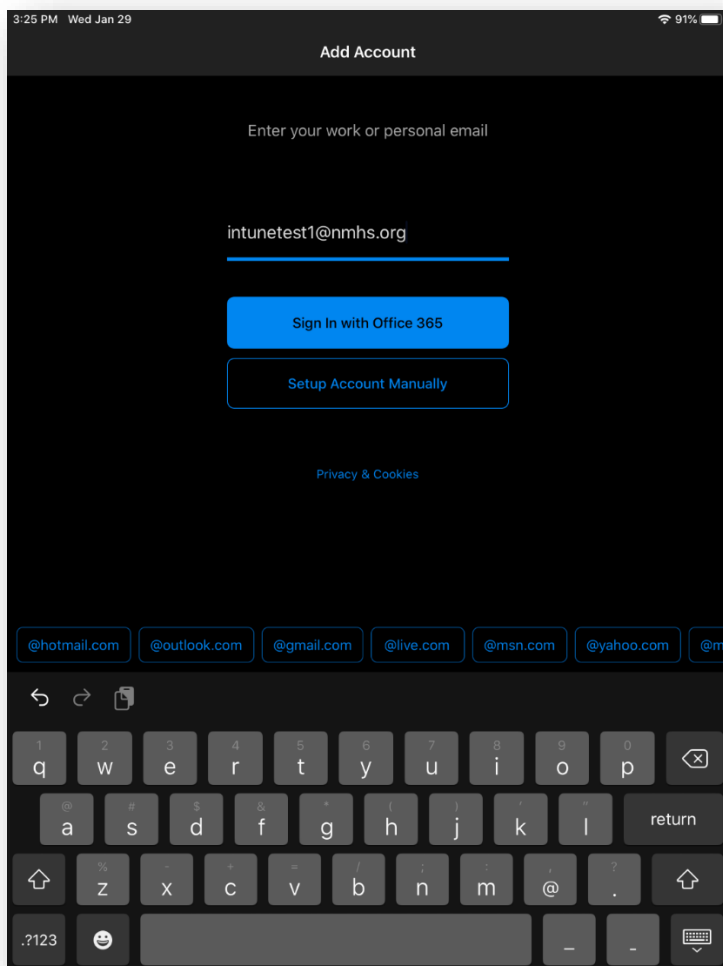 3:25 PM Wed Jan 29 91%
Add Account
Enter your work or personal email
intunetest1@nmhs.org
Sign In with Office 365
Setup Account Manually
Privacy & Cookies
@hotmail.com @outlook.com @gmail.com @live.com @msn.com @yahoo.com @m
1 2 3 4 5 6 7 8 9 0
q w e r t y u i o p
@ # $ & * ( ) ' "
a s d f g h j k l return
% - + = / ; : , ?
z x c v b n m @ .
.?123 _ -